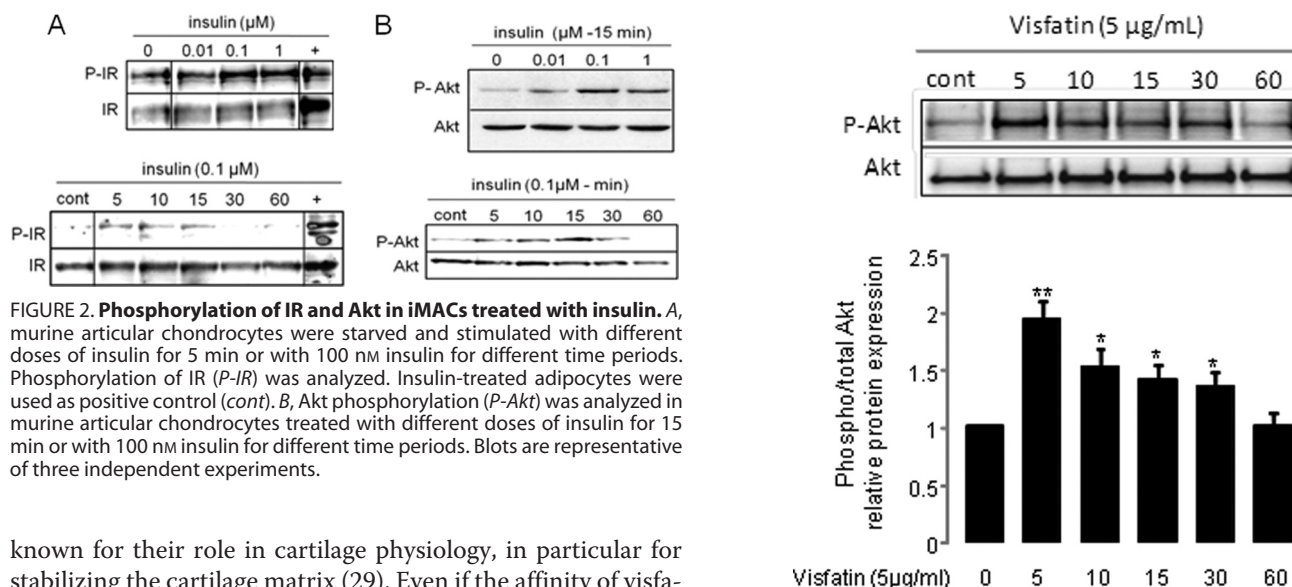 A
insulin (µM)
0 0.01 0.1 1 +
P-IR
IR
insulin (0.1 µM)
cont 5 10 15 30 60 +
P-IR
IR
B
insulin (µM -15 min)
0 0.01 0.1 1
P- Akt
Akt
insulin (0.1µM - min)
cont 5 10 15 30 60
P-Akt
Akt
FIGURE 2. Phosphorylation of IR and Akt in iMACs treated with insulin. A,
murine articular chondrocytes were starved and stimulated with different
doses of insulin for 5 min or with 100 nM insulin for different time periods.
Phosphorylation of IR (P-IR) was analyzed. Insulin-treated adipocytes were
used as positive control (cont). B, Akt phosphorylation (P-Akt) was analyzed in
murine articular chondrocytes treated with different doses of insulin for 15
min or with 100 nM insulin for different time periods. Blots are representative
of three independent experiments.
known for their role in cartilage physiology, in particular for
stabilizing the cartilage matrix (29). Even if the affinity of visfa-
Visfatin (5 µg/mL)
cont 5 10 15 30 60
P-Akt
Akt
Phospho/total Akt
relative protein expression
2.5
2
1.5
1
0.5
0
** * * *
Visfatin (5µg/ml) 0 5 10 15 30 60